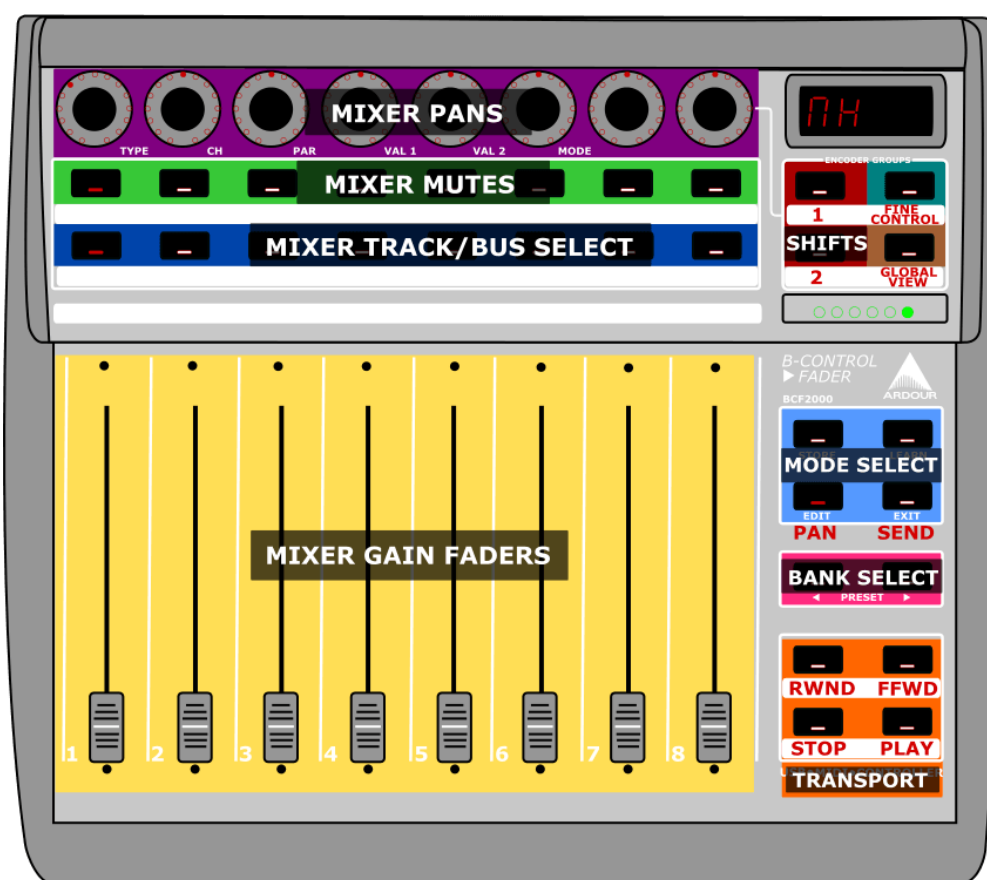 MIXER PANS
TYPE CH PAR VAL 1 VAL 2 MODE
MIXER MUTES
MIXER TRACK/BUS SELECT
ENCODER GROUPS
1 FINE CONTROL
SHIFTS
2 GLOBAL VIEW
B-CONTROL
FADER
BCF2000
ARDOUR
STORE LEARN
MODE SELECT
EDIT EXIT
PAN SEND
BANK SELECT
PRESET
MIXER GAIN FADERS
1 2 3 4 5 6 7 8
RWND FFWD
STOP PLAY
TRANSPORT